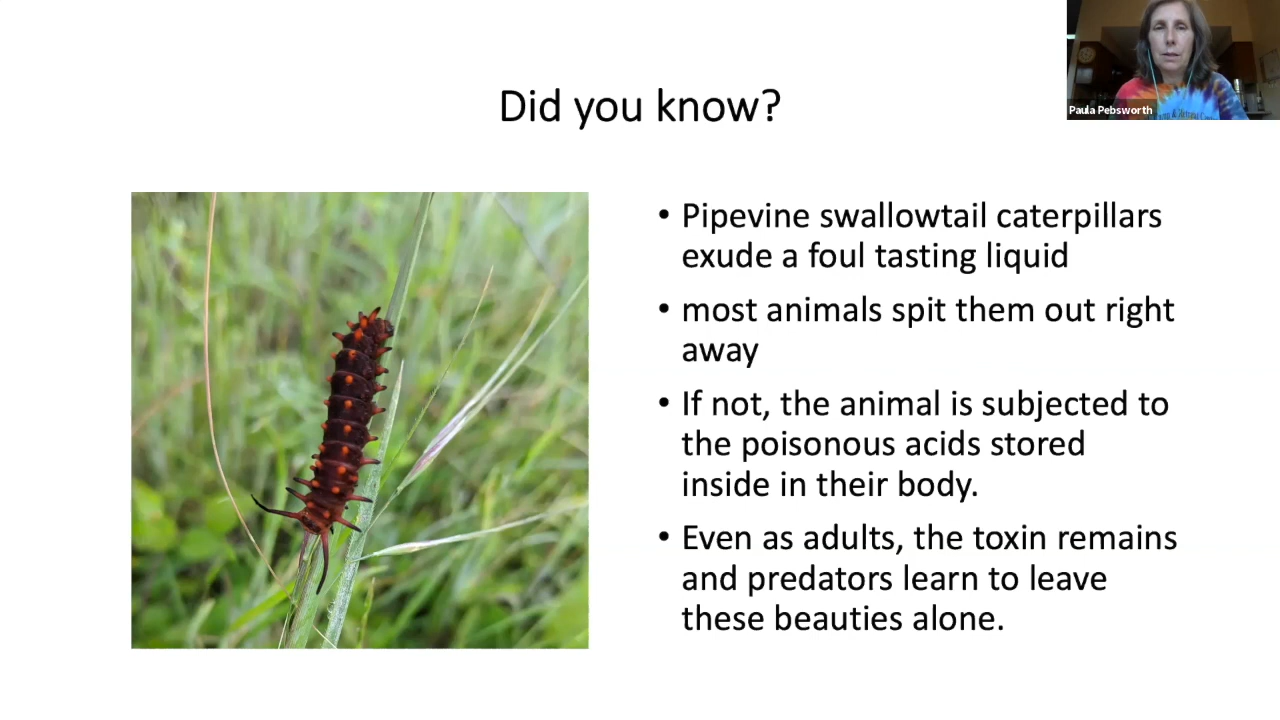 Paula Pebsworth
Did you know?
• Pipevine swallowtail caterpillars
exude a foul tasting liquid
• most animals spit them out right
away
• If not, the animal is subjected to
the poisonous acids stored
inside in their body.
• Even as adults, the toxin remains
and predators learn to leave
these beauties alone.